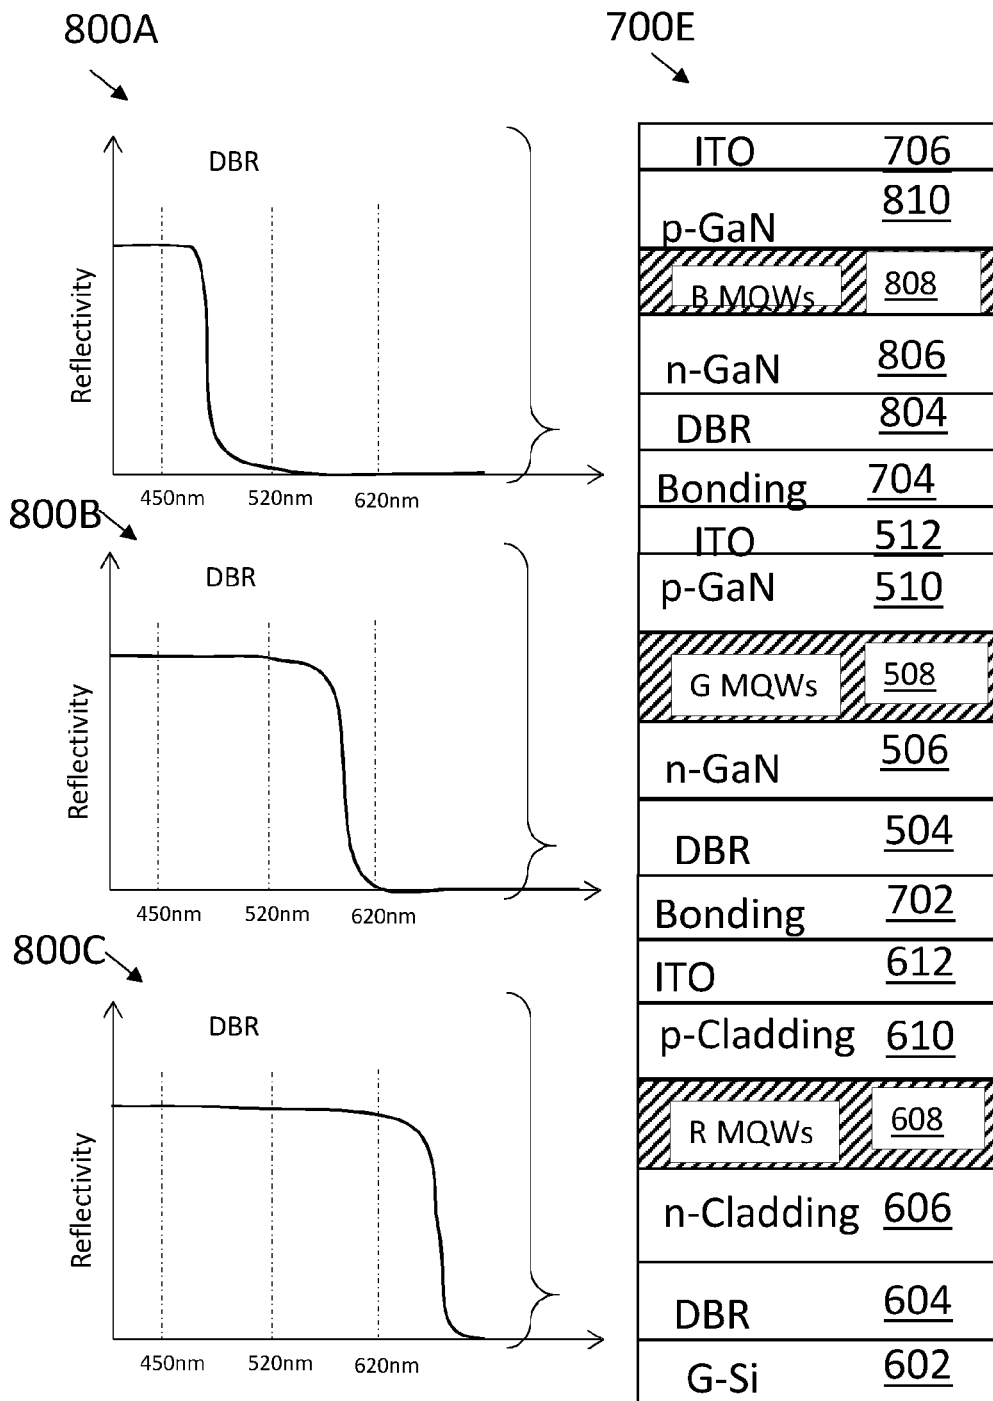 800A
DBR
Reflectivity
450nm 520nm 620nm
800B
DBR
Reflectivity
450nm 520nm 620nm
800C
DBR
Reflectivity
450nm 520nm 620nm
700E
ITO 706
p-GaN 810
B MQWs 808
n-GaN 806
DBR 804
Bonding 704
ITO 512
p-GaN 510
G MQWs 508
n-GaN 506
DBR 504
Bonding 702
ITO 612
p-Cladding 610
R MQWs 608
n-Cladding 606
DBR 604
G-Si 602